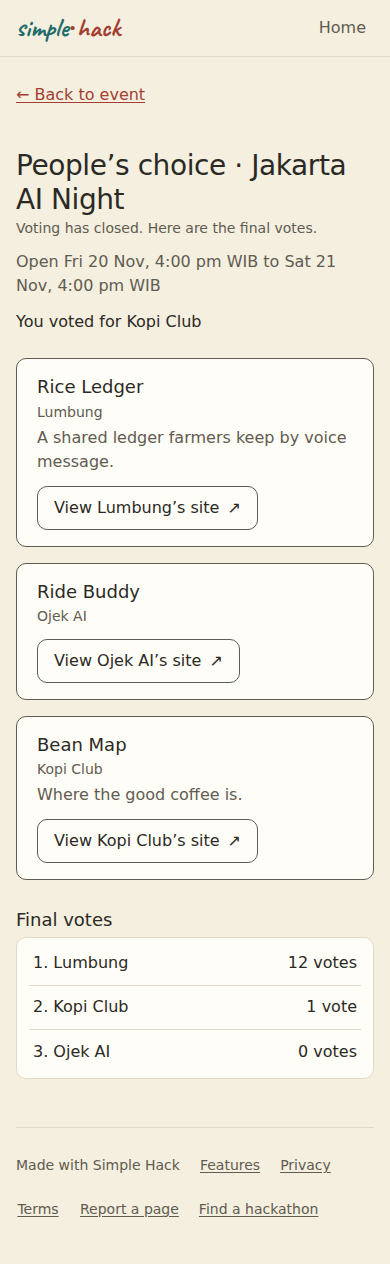 simple·hack
Home
← Back to event
People’s choice · Jakarta
AI Night
Voting has closed. Here are the final votes.
Open Fri 20 Nov, 4:00 pm WIB to Sat 21
Nov, 4:00 pm WIB
You voted for Kopi Club
Rice Ledger
Lumbung
A shared ledger farmers keep by voice
message.
View Lumbung’s site ↗
Ride Buddy
Ojek AI
View Ojek AI’s site ↗
Bean Map
Kopi Club
Where the good coffee is.
View Kopi Club’s site ↗
Final votes
1. Lumbung 12 votes
2. Kopi Club 1 vote
3. Ojek AI 0 votes
Made with Simple Hack Features Privacy
Terms Report a page Find a hackathon